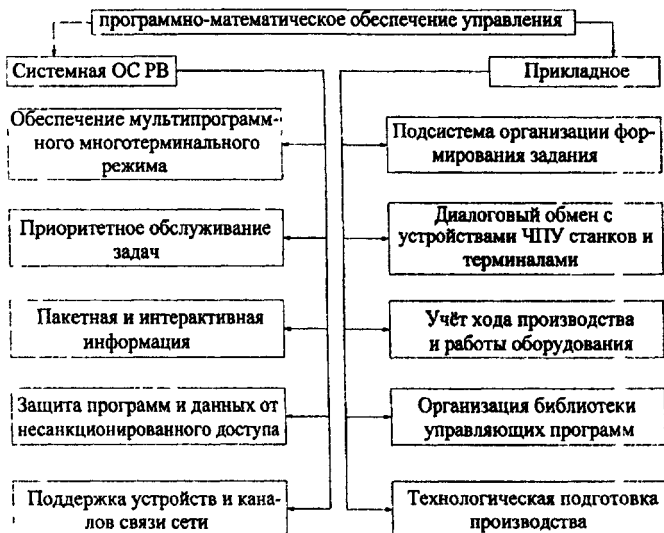 программно-математическое обеспечение управления
Системная ОС РВ
Прикладное
Обеспечение мультипрограмм-
ного многотерминального
режима
Подсистема организации фор-
мирования задания
Приоритетное обслуживание
задач
Диалоговый обмен с
устройствами ЧПУ станков и
терминалами
Пакетная и интерактивная
информация
Учёт хода производства
и работы оборудования
Защита программ и данных от
несанкционированного доступа
Организация библиотеки
управляющих программ
Поддержка устройств и кана-
лов связи сети
Технологическая подготовка
производства